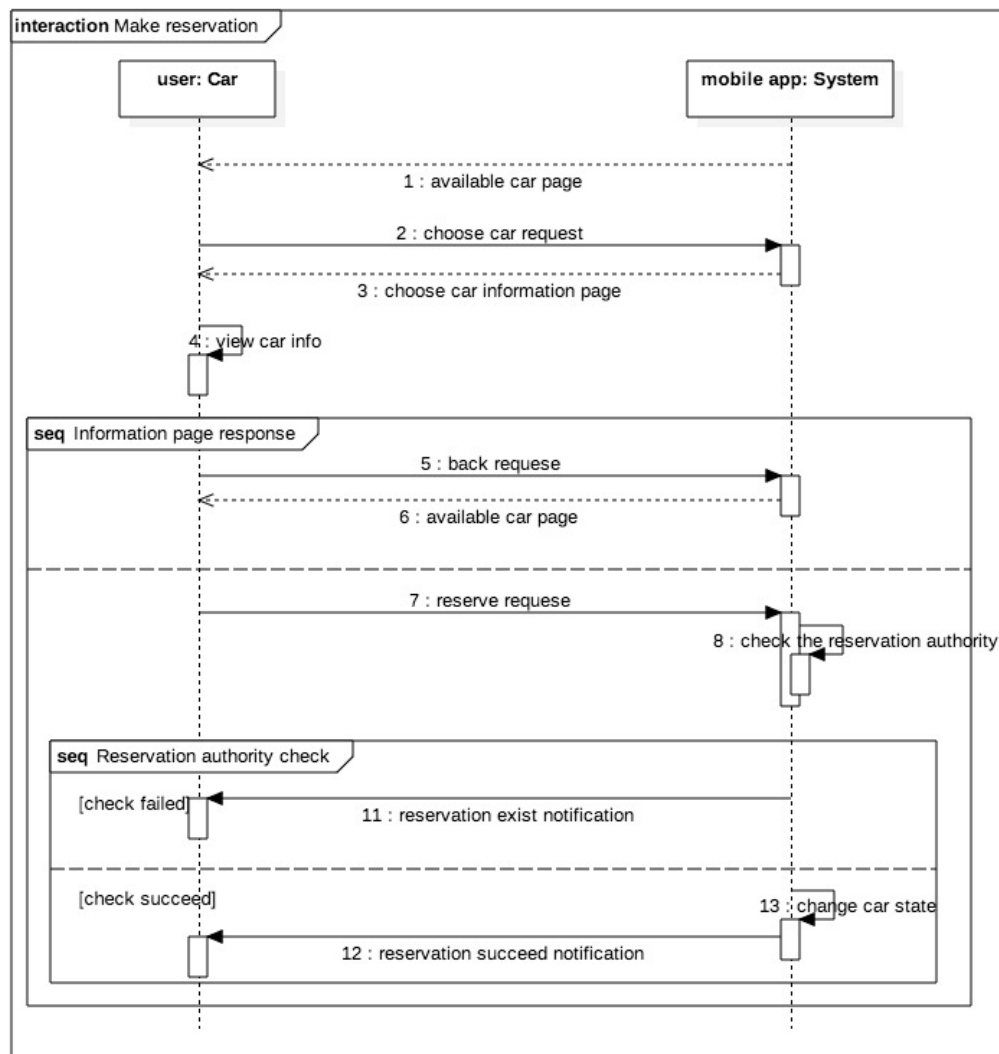 interaction Make reservation
user: Car
mobile app: System
1 : available car page
2 : choose car request
3 : choose car information page
4 : view car info
seq Information page response
5 : back requese
6 : available car page
7 : reserve requese
8 : check the reservation authority
seq Reservation authority check
[check failed]
11 : reservation exist notification
[check succeed]
13 : change car state
12 : reservation succeed notification